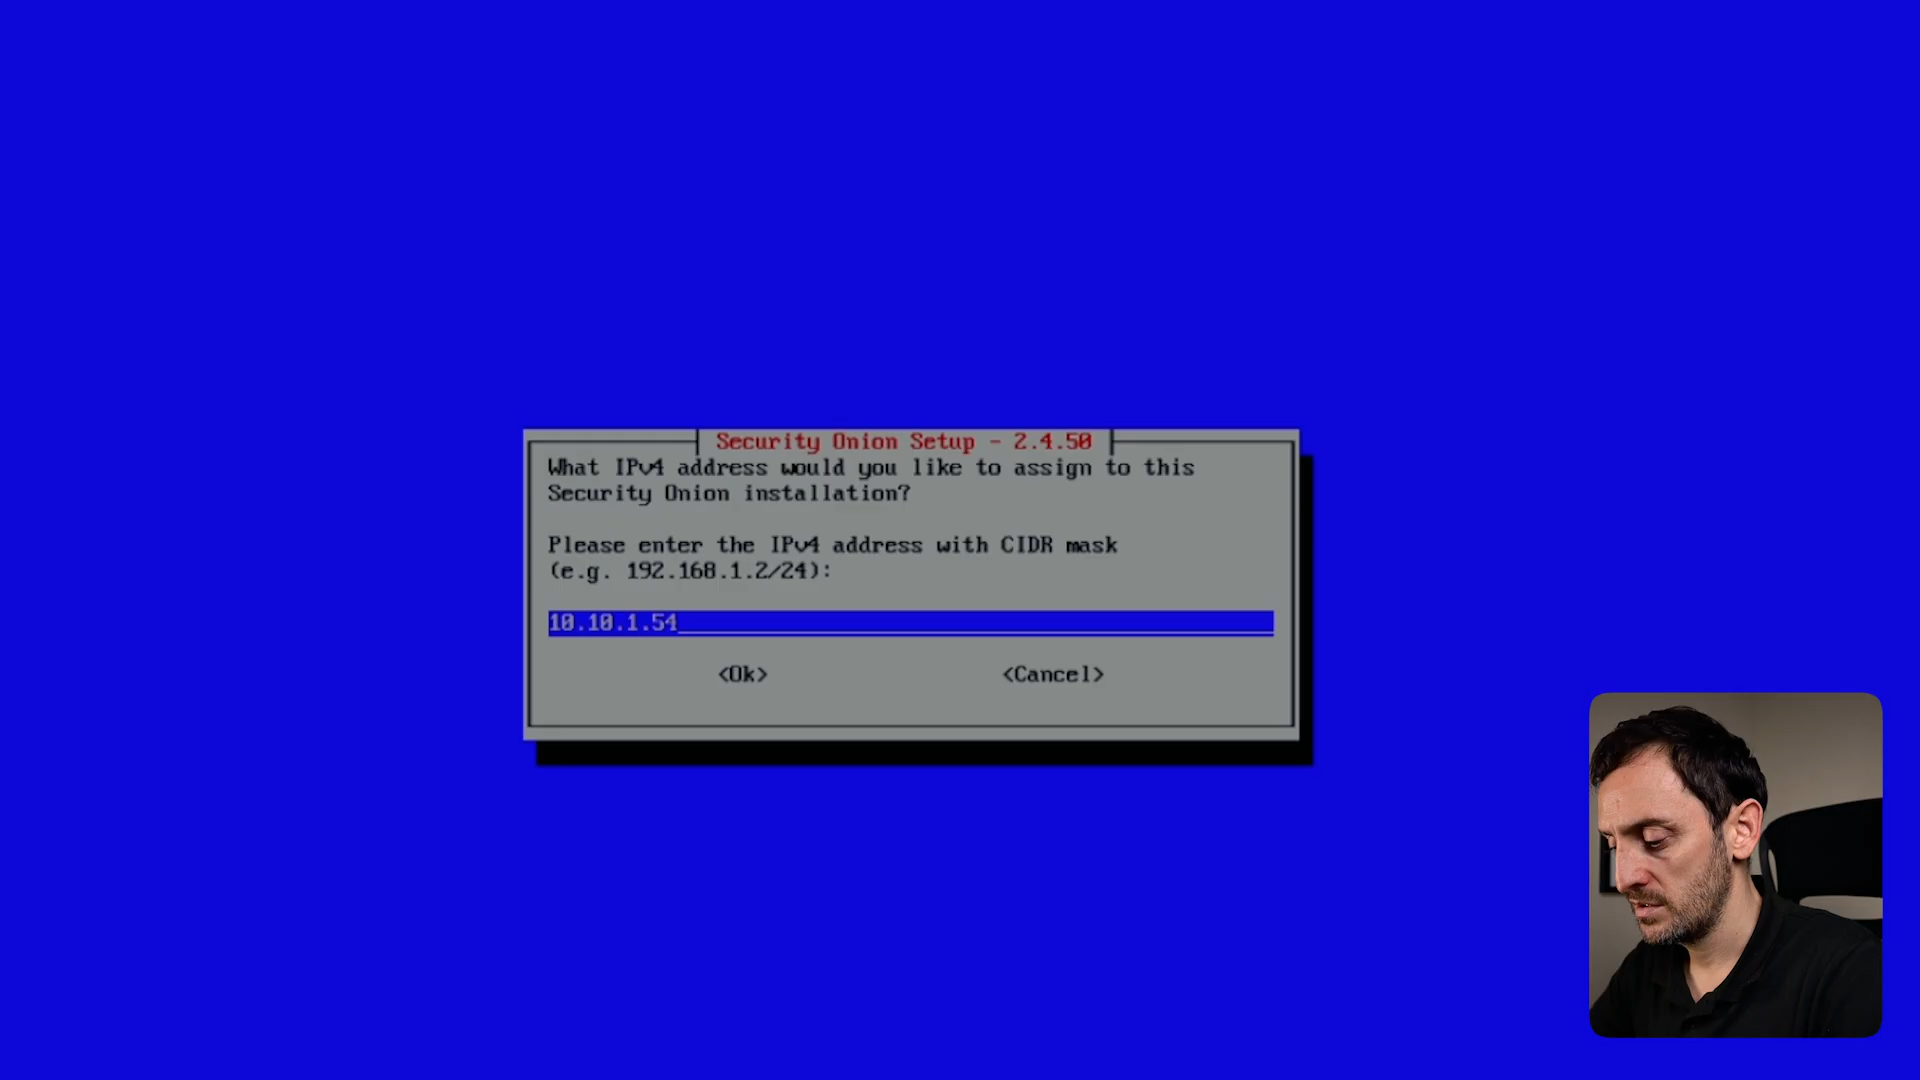 Security Onion Setup - 2.4.50
What IPv4 address would you like to assign to this
Security Onion installation?
Please enter the IPv4 address with CIDR mask
(e.g. 192.168.1.2/24):
10.10.1.54
<Ok> <Cancel>